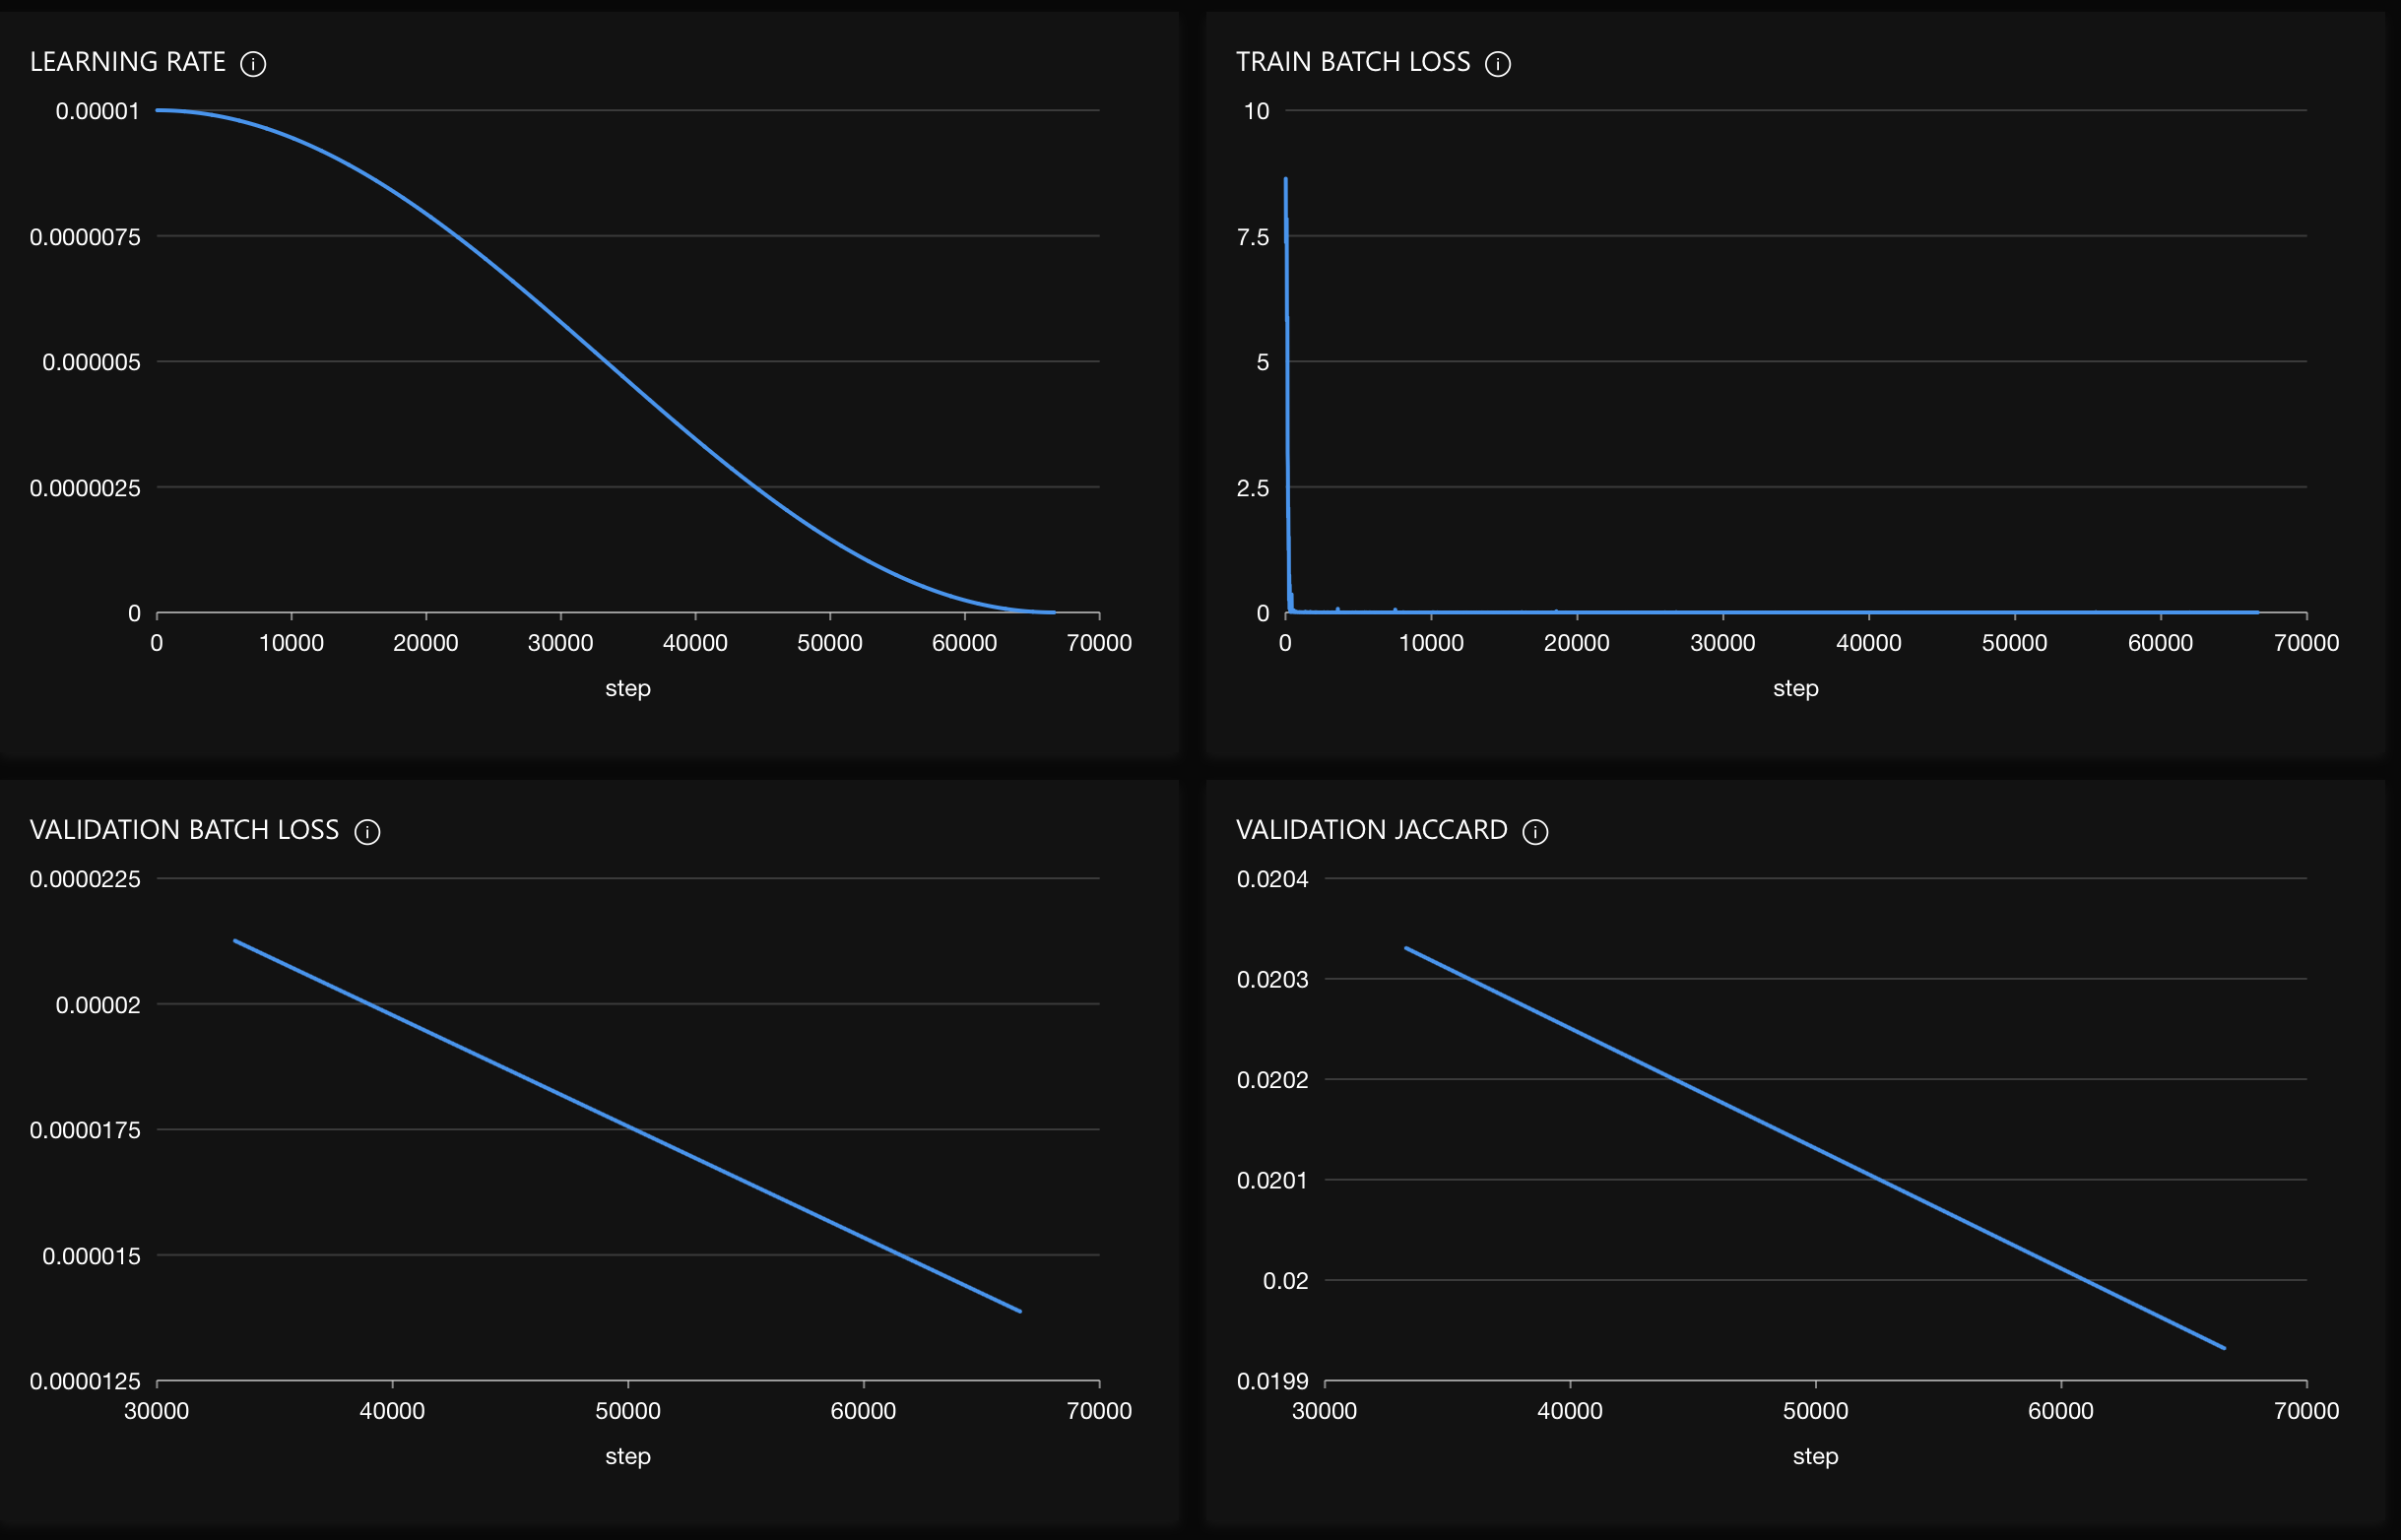 LEARNING RATE
0.00001
0.0000075
0.000005
0.0000025
0
0 10000 20000 30000 40000 50000 60000 70000
step
TRAIN BATCH LOSS
10
7.5
5
2.5
0
0 10000 20000 30000 40000 50000 60000 70000
step
VALIDATION BATCH LOSS
0.0000225
0.00002
0.0000175
0.000015
0.0000125
30000 40000 50000 60000 70000
step
VALIDATION JACCARD
0.0204
0.0203
0.0202
0.0201
0.02
0.0199
30000 40000 50000 60000 70000
step